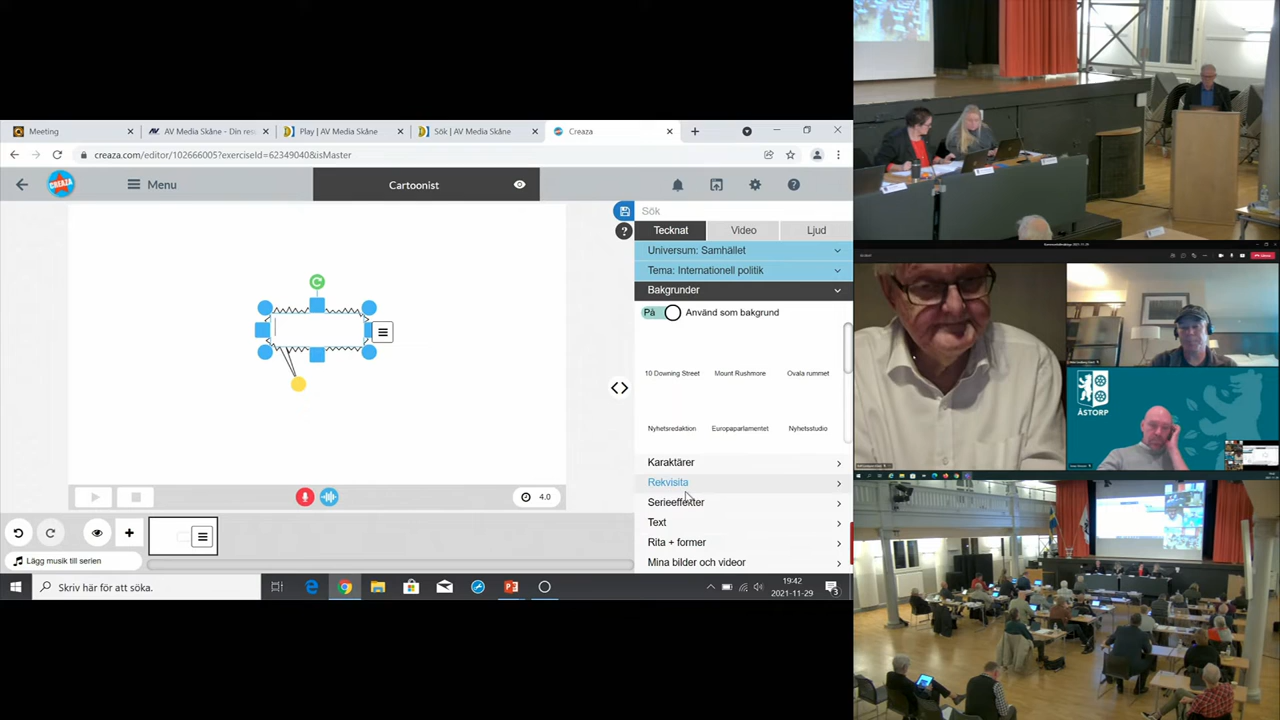 Meeting
AV Media Skåne - Din res
Play | AV Media Skåne
Sök | AV Media Skåne
Creaza
creaza.com/editor/102666005?exerciseId=62349040&isMaster
CREAZA
Menu
Cartoonist
Sök
Tecknat
Video
Ljud
Universum: Samhället
Tema: Internationell politik
Bakgrunder
På
Använd som bakgrund
10 Downing Street
Mount Rushmore
Ovala rummet
Nyhetsredaktion
Europaparlamentet
Nyhetsstudio
Karaktärer
Rekvisita
Serieeffekter
Text
Rita + former
Mina bilder och videor
4.0
Lägg musik till serien
Skriv här för att söka.
19:42
2021-11-29
3
ÅSTORP